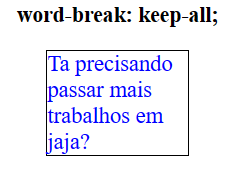 word-break: keep-all;
Ta precisando
passar mais
trabalhos em
jaja?